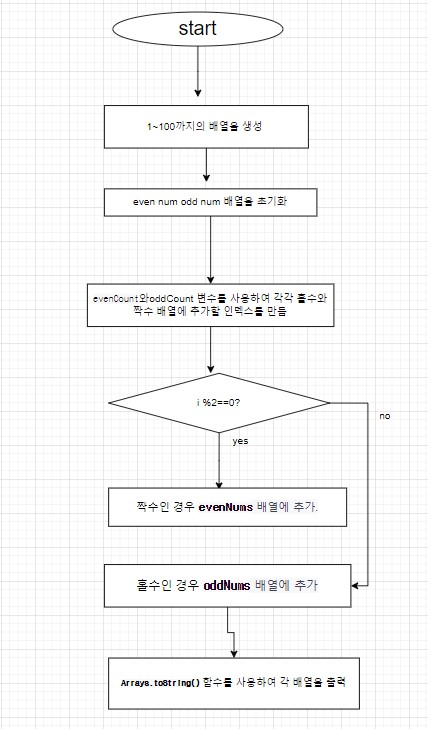 start
1~100까지의 배열을 생성
even num odd num 배열을 초기화
evenCount와oddCount 변수를 사용하여 각각 홀수와
짝수 배열에 추가할 인덱스를 만듬
i %2==0?
no
yes
짝수인 경우 evenNums 배열에 추가.
홀수인 경우 oddNums 배열에 추가
Arrays.toString() 함수를 사용하여 각 배열을 출력